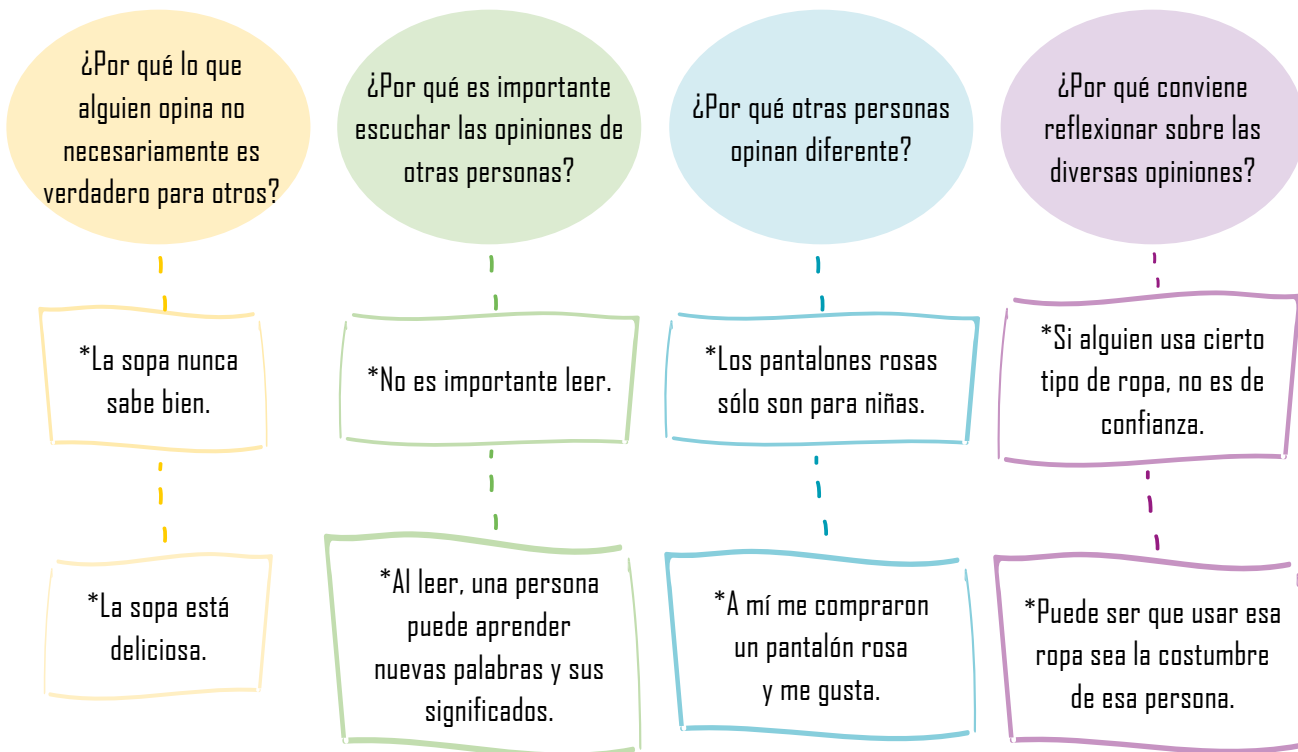 ¿Por qué lo que
alguien opina no
necesariamente es
verdadero para otros?
*La sopa nunca
sabe bien.
*La sopa está
deliciosa.
¿Por qué es importante
escuchar las opiniones de
otras personas?
*No es importante leer.
*Al leer, una persona
puede aprender
nuevas palabras y sus
significados.
¿Por qué otras personas
opinan diferente?
*Los pantalones rosas
sólo son para niñas.
*A mí me compraron
un pantalón rosa
y me gusta.
¿Por qué conviene
reflexionar sobre las
diversas opiniones?
*Si alguien usa cierto
tipo de ropa, no es de
confianza.
*Puede ser que usar esa
ropa sea la costumbre
de esa persona.